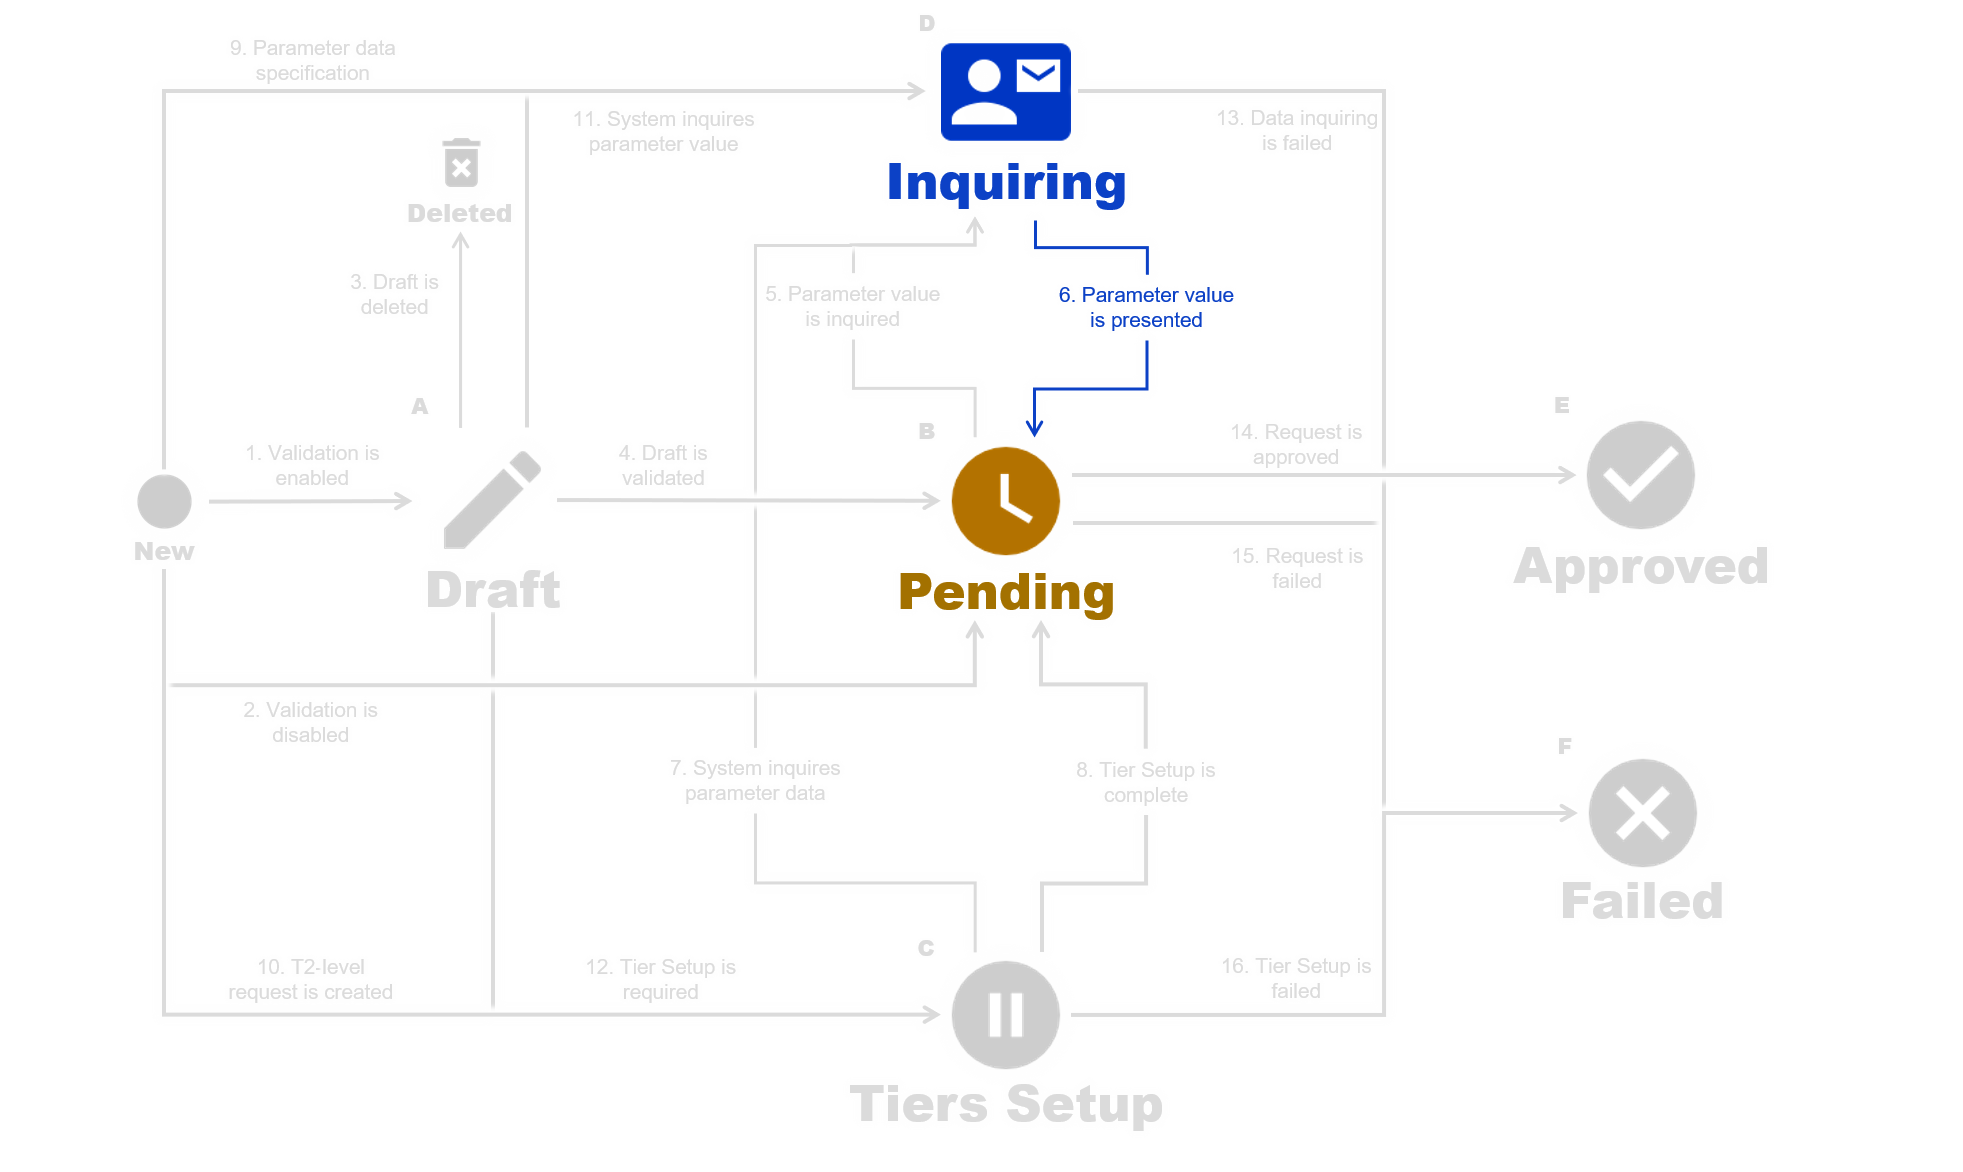 D
9. Parameter data
specification
11. System inquires
parameter value
13. Data inquiring
is failed
Inquiring
Deleted
3. Draft is
deleted
5. Parameter value
is inquired
6. Parameter value
is presented
A
B
E
1. Validation is
enabled
4. Draft is
validated
14. Request is
approved
New
Draft
Pending
15. Request is
failed
Approved
2. Validation is
disabled
7. System inquires
parameter data
8. Tier Setup is
complete
F
Failed
C
10. T2-level
request is created
12. Tier Setup is
required
16. Tier Setup is
failed
Tiers Setup